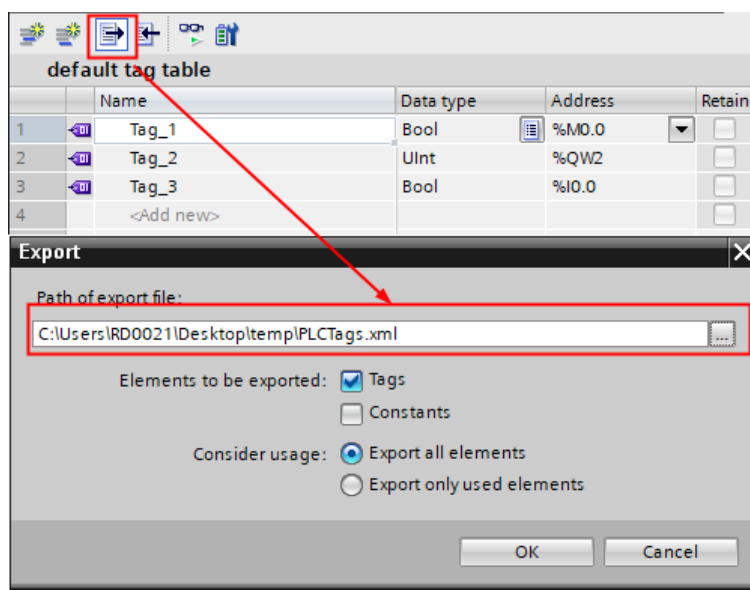 default tag table
Name Data type Address Retain
1 Tag_1 Bool %M0.0
2 Tag_2 UInt %QW2
3 Tag_3 Bool %I0.0
4 <Add new>
Export
Path of export file:
C:\Users\RD0021\Desktop\temp\PLCTags.xml ...
Elements to be exported: Tags
Constants
Consider usage: Export all elements
Export only used elements
OK Cancel